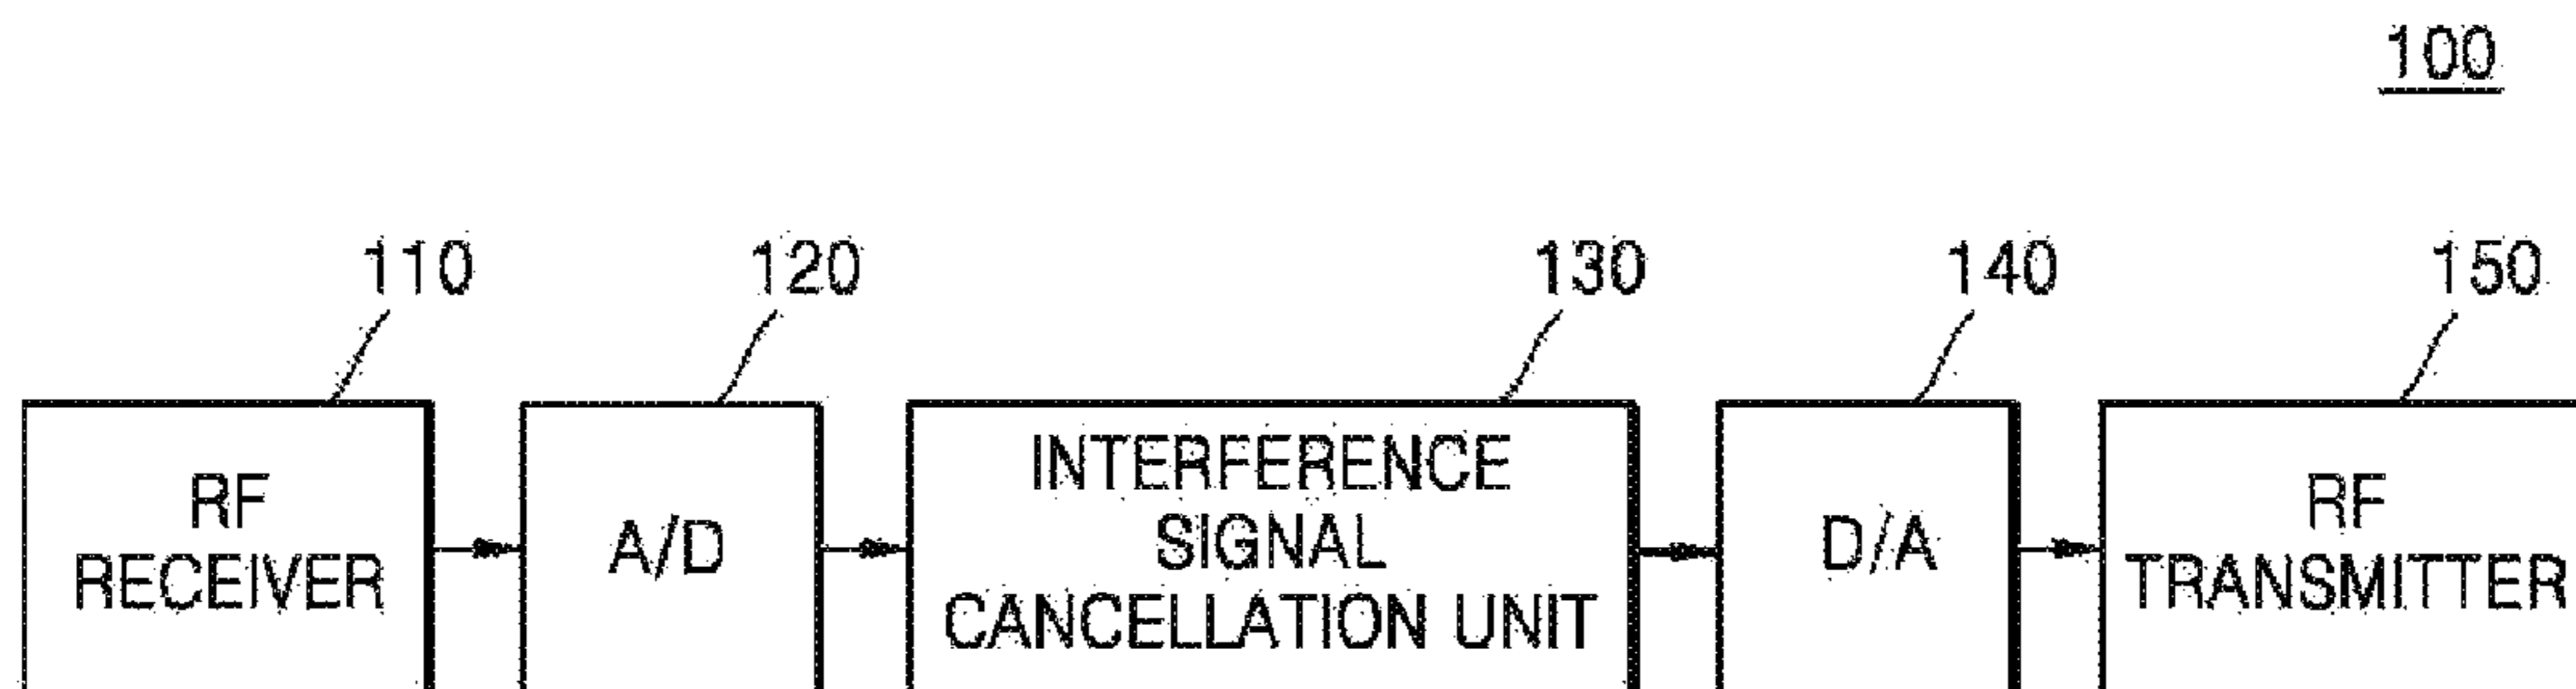 100
110
120
130
140
150
RF
RECEIVER
A/D
INTERFERENCE
SIGNAL
CANCELLATION UNIT
D/A
RF
TRANSMITTER